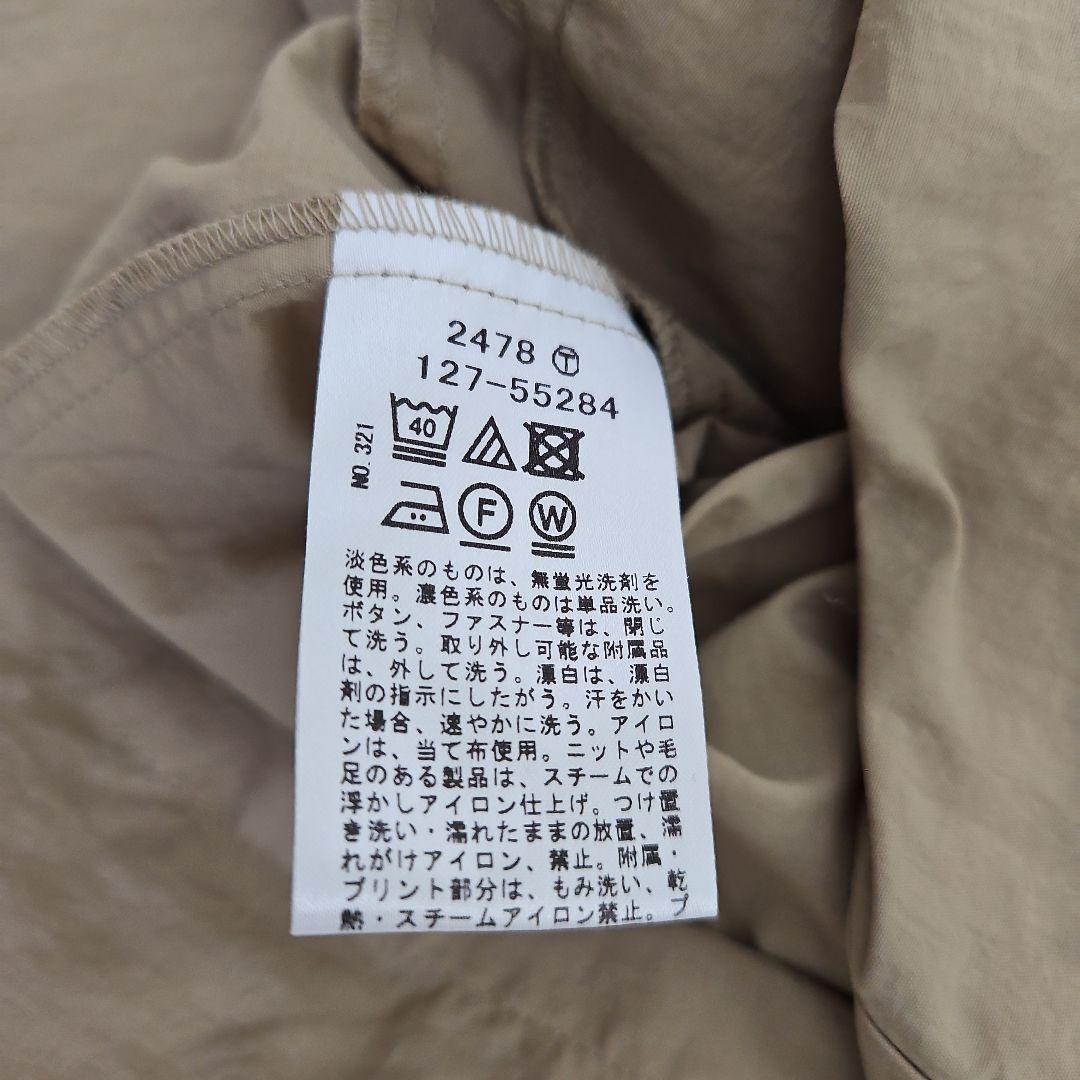 2478 Ⓣ
127-55284
NO. 321
40
F
W
淡色系のものは、無蛍光洗剤を
使用。濃色系のものは単品洗い。
ボタン、ファスナー等は、閉じ
て洗う。取り外し可能な附属品
は、外して洗う。漂白は、漂白
剤の指示にしたがう。汗をかい
た場合、速やかに洗う。アイロ
ンは、当て布使用。ニットや毛
足のある製品は、スチームでの
浮かしアイロン仕上げ。つけ置
き洗い・濡れたままの放置、濡
れがけアイロン、禁止。附属・
プリント部分は、もみ洗い、乾
熱・スチームアイロン禁止。プ